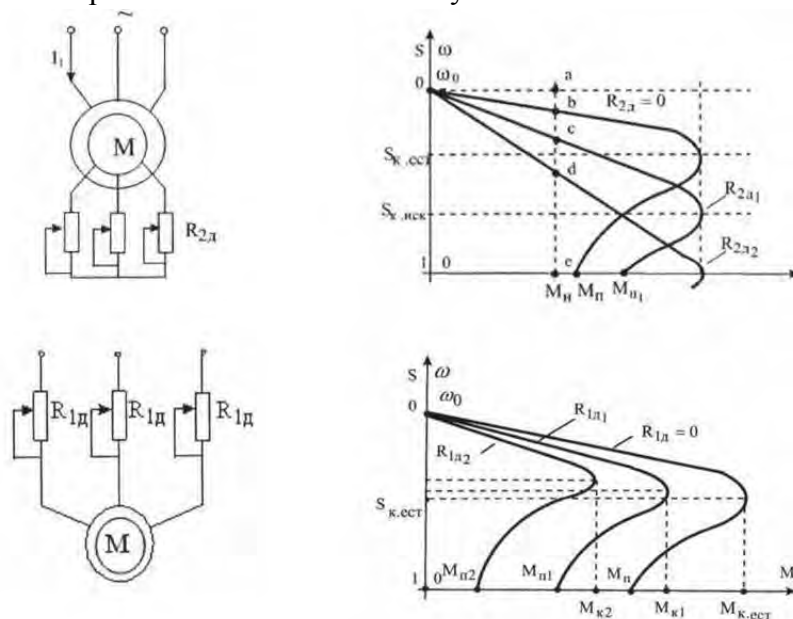 ~
I₁
M
R₂д
S ω
0 ω₀
a
b R₂д = 0
c
Sк.ест
d
R₂д₁
Sк.иск
R₂д₂
1 0 e
Mн Mп Mп₁
R₁д R₁д R₁д
M
S ω
0 ω₀
R₁д₁
R₁д = 0
R₁д₂
Sк.ест
Mп2 Mп1 Mп
1 0 M
Mк2 Mк1 Mк.ест